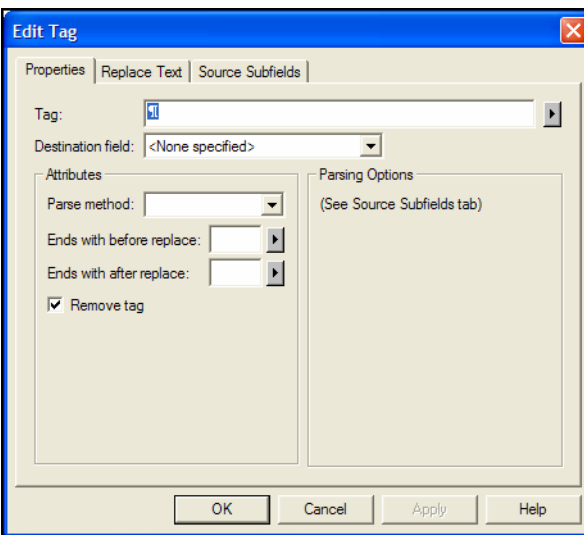 Edit Tag
Properties Replace Text Source Subfields
Tag: ¶
Destination field: <None specified>
Attributes Parsing Options
Parse method: (See Source Subfields tab)
Ends with before replace:
Ends with after replace:
Remove tag
OK Cancel Apply Help